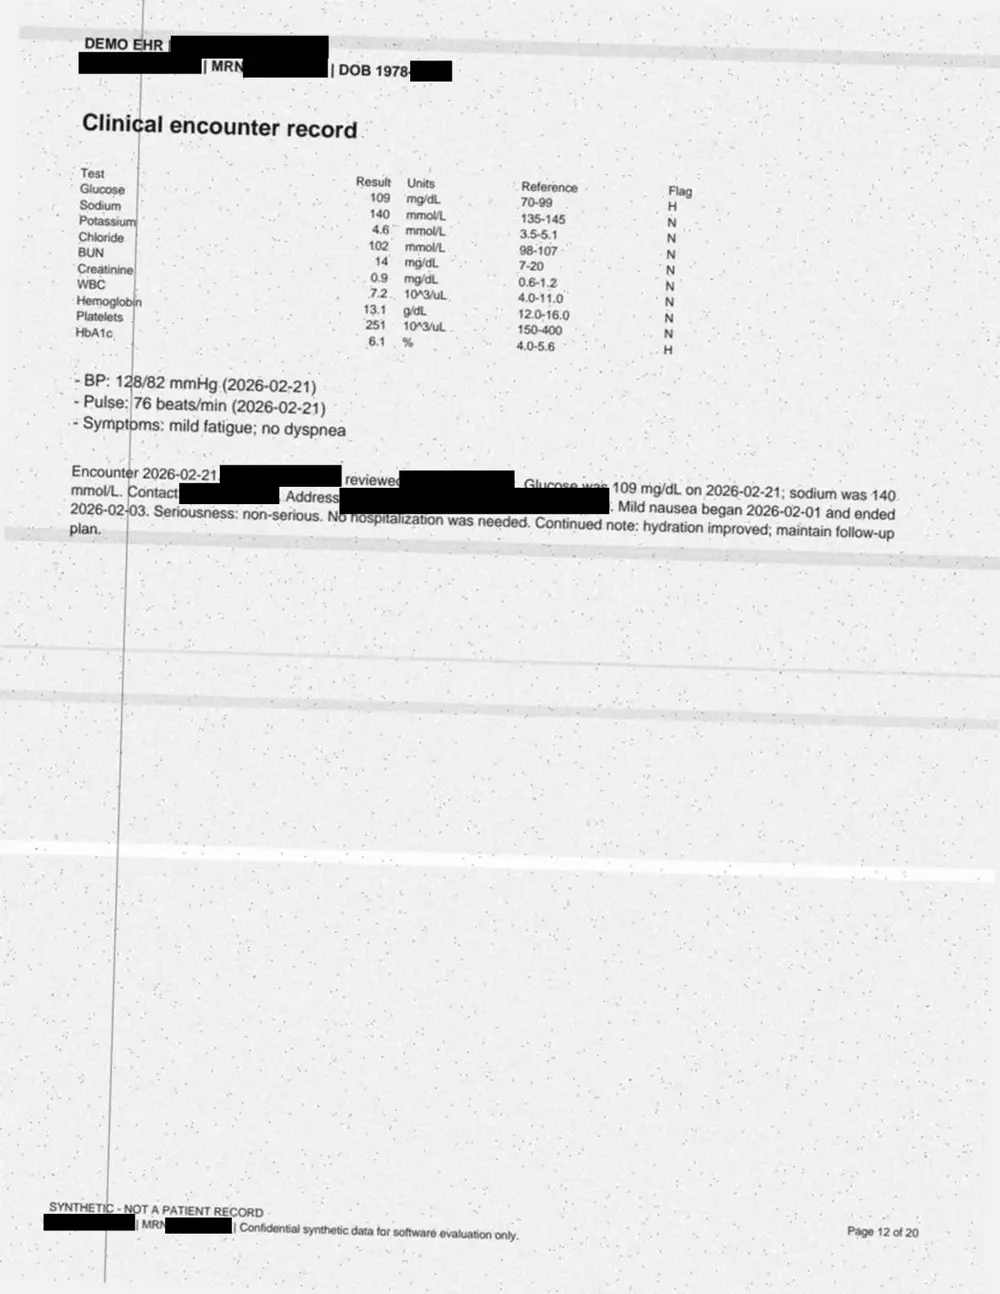 DEMO EHR |
| MRN | DOB 1978-
Clinical encounter record
Test Result Units Reference Flag
Glucose 109 mg/dL 70-99 H
Sodium 140 mmol/L 135-145 N
Potassium 4.6 mmol/L 3.5-5.1 N
Chloride 102 mmol/L 98-107 N
BUN 14 mg/dL 7-20 N
Creatinine 0.9 mg/dL 0.6-1.2 N
WBC 7.2 10^3/uL 4.0-11.0 N
Hemoglobin 13.1 g/dL 12.0-16.0 N
Platelets 251 10^3/uL 150-400 N
HbA1c 6.1 % 4.0-5.6 H
- BP: 128/82 mmHg (2026-02-21)
- Pulse: 76 beats/min (2026-02-21)
- Symptoms: mild fatigue; no dyspnea
Encounter 2026-02-21 reviewed . Glucose was 109 mg/dL on 2026-02-21; sodium was 140
mmol/L. Contact . Address . Mild nausea began 2026-02-01 and ended
2026-02-03. Seriousness: non-serious. No hospitalization was needed. Continued note: hydration improved; maintain follow-up
plan.
SYNTHETIC - NOT A PATIENT RECORD
| MRN | Confidential synthetic data for software evaluation only.
Page 12 of 20